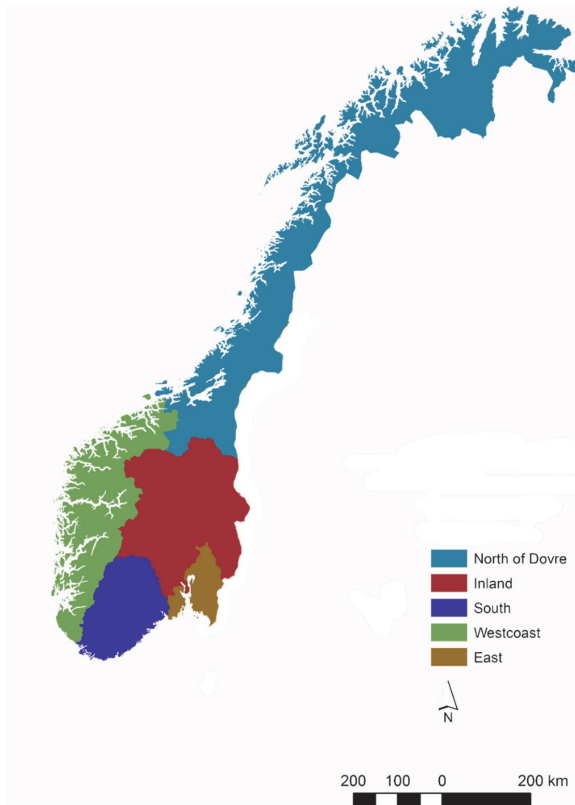 North of Dovre
Inland
South
Westcoast
East
N
200 100 0 200 km